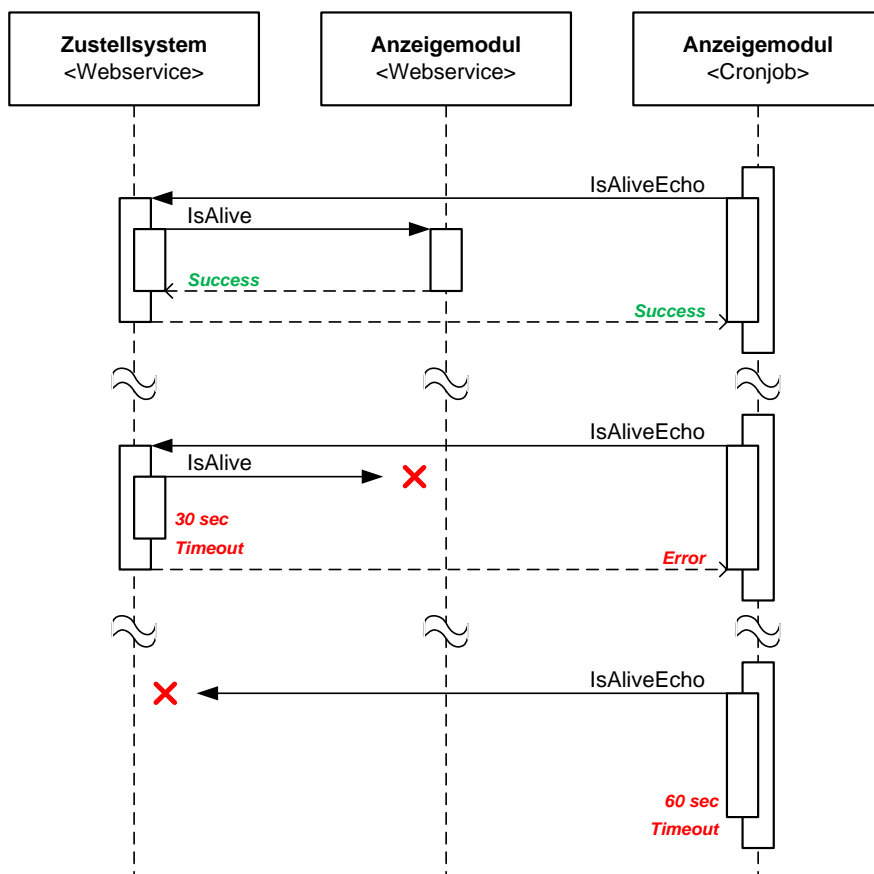 Zustellsystem
<Webservice>
Anzeigemodul
<Webservice>
Anzeigemodul
<Cronjob>
IsAliveEcho
IsAlive
Success
Success
IsAliveEcho
IsAlive
30 sec
Timeout
Error
IsAliveEcho
60 sec
Timeout